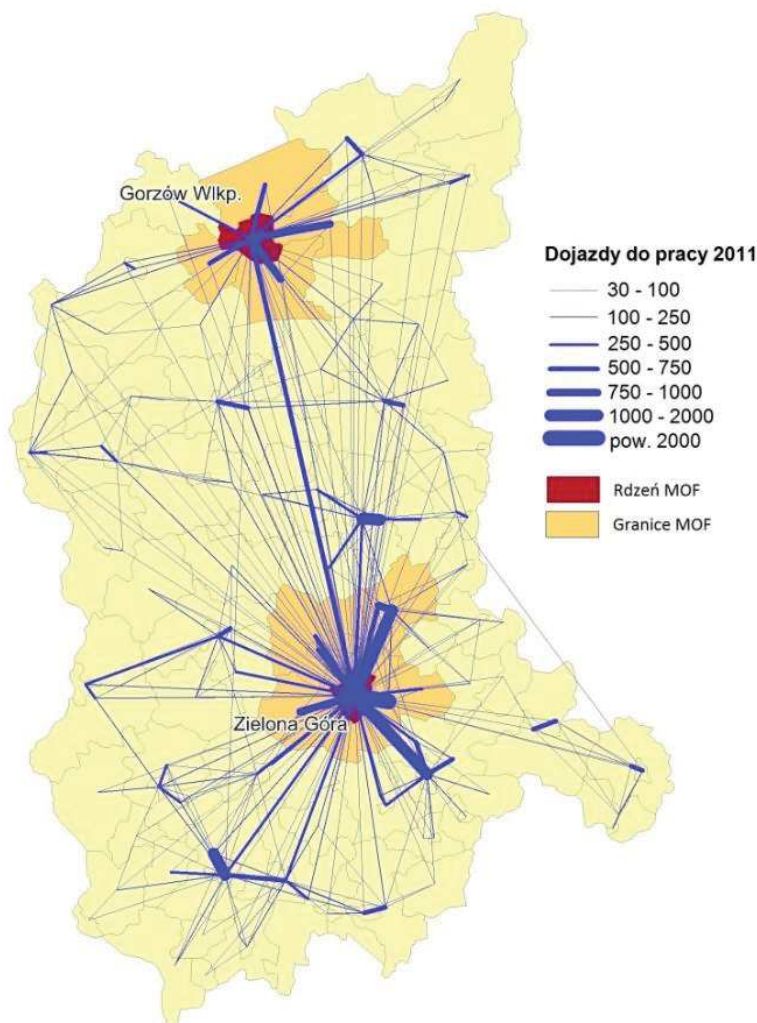 Gorzów Wlkp.
Dojazdy do pracy 2011
30 - 100
100 - 250
250 - 500
500 - 750
750 - 1000
1000 - 2000
pow. 2000
Rdzeń MOF
Granice MOF
Zielona Góra